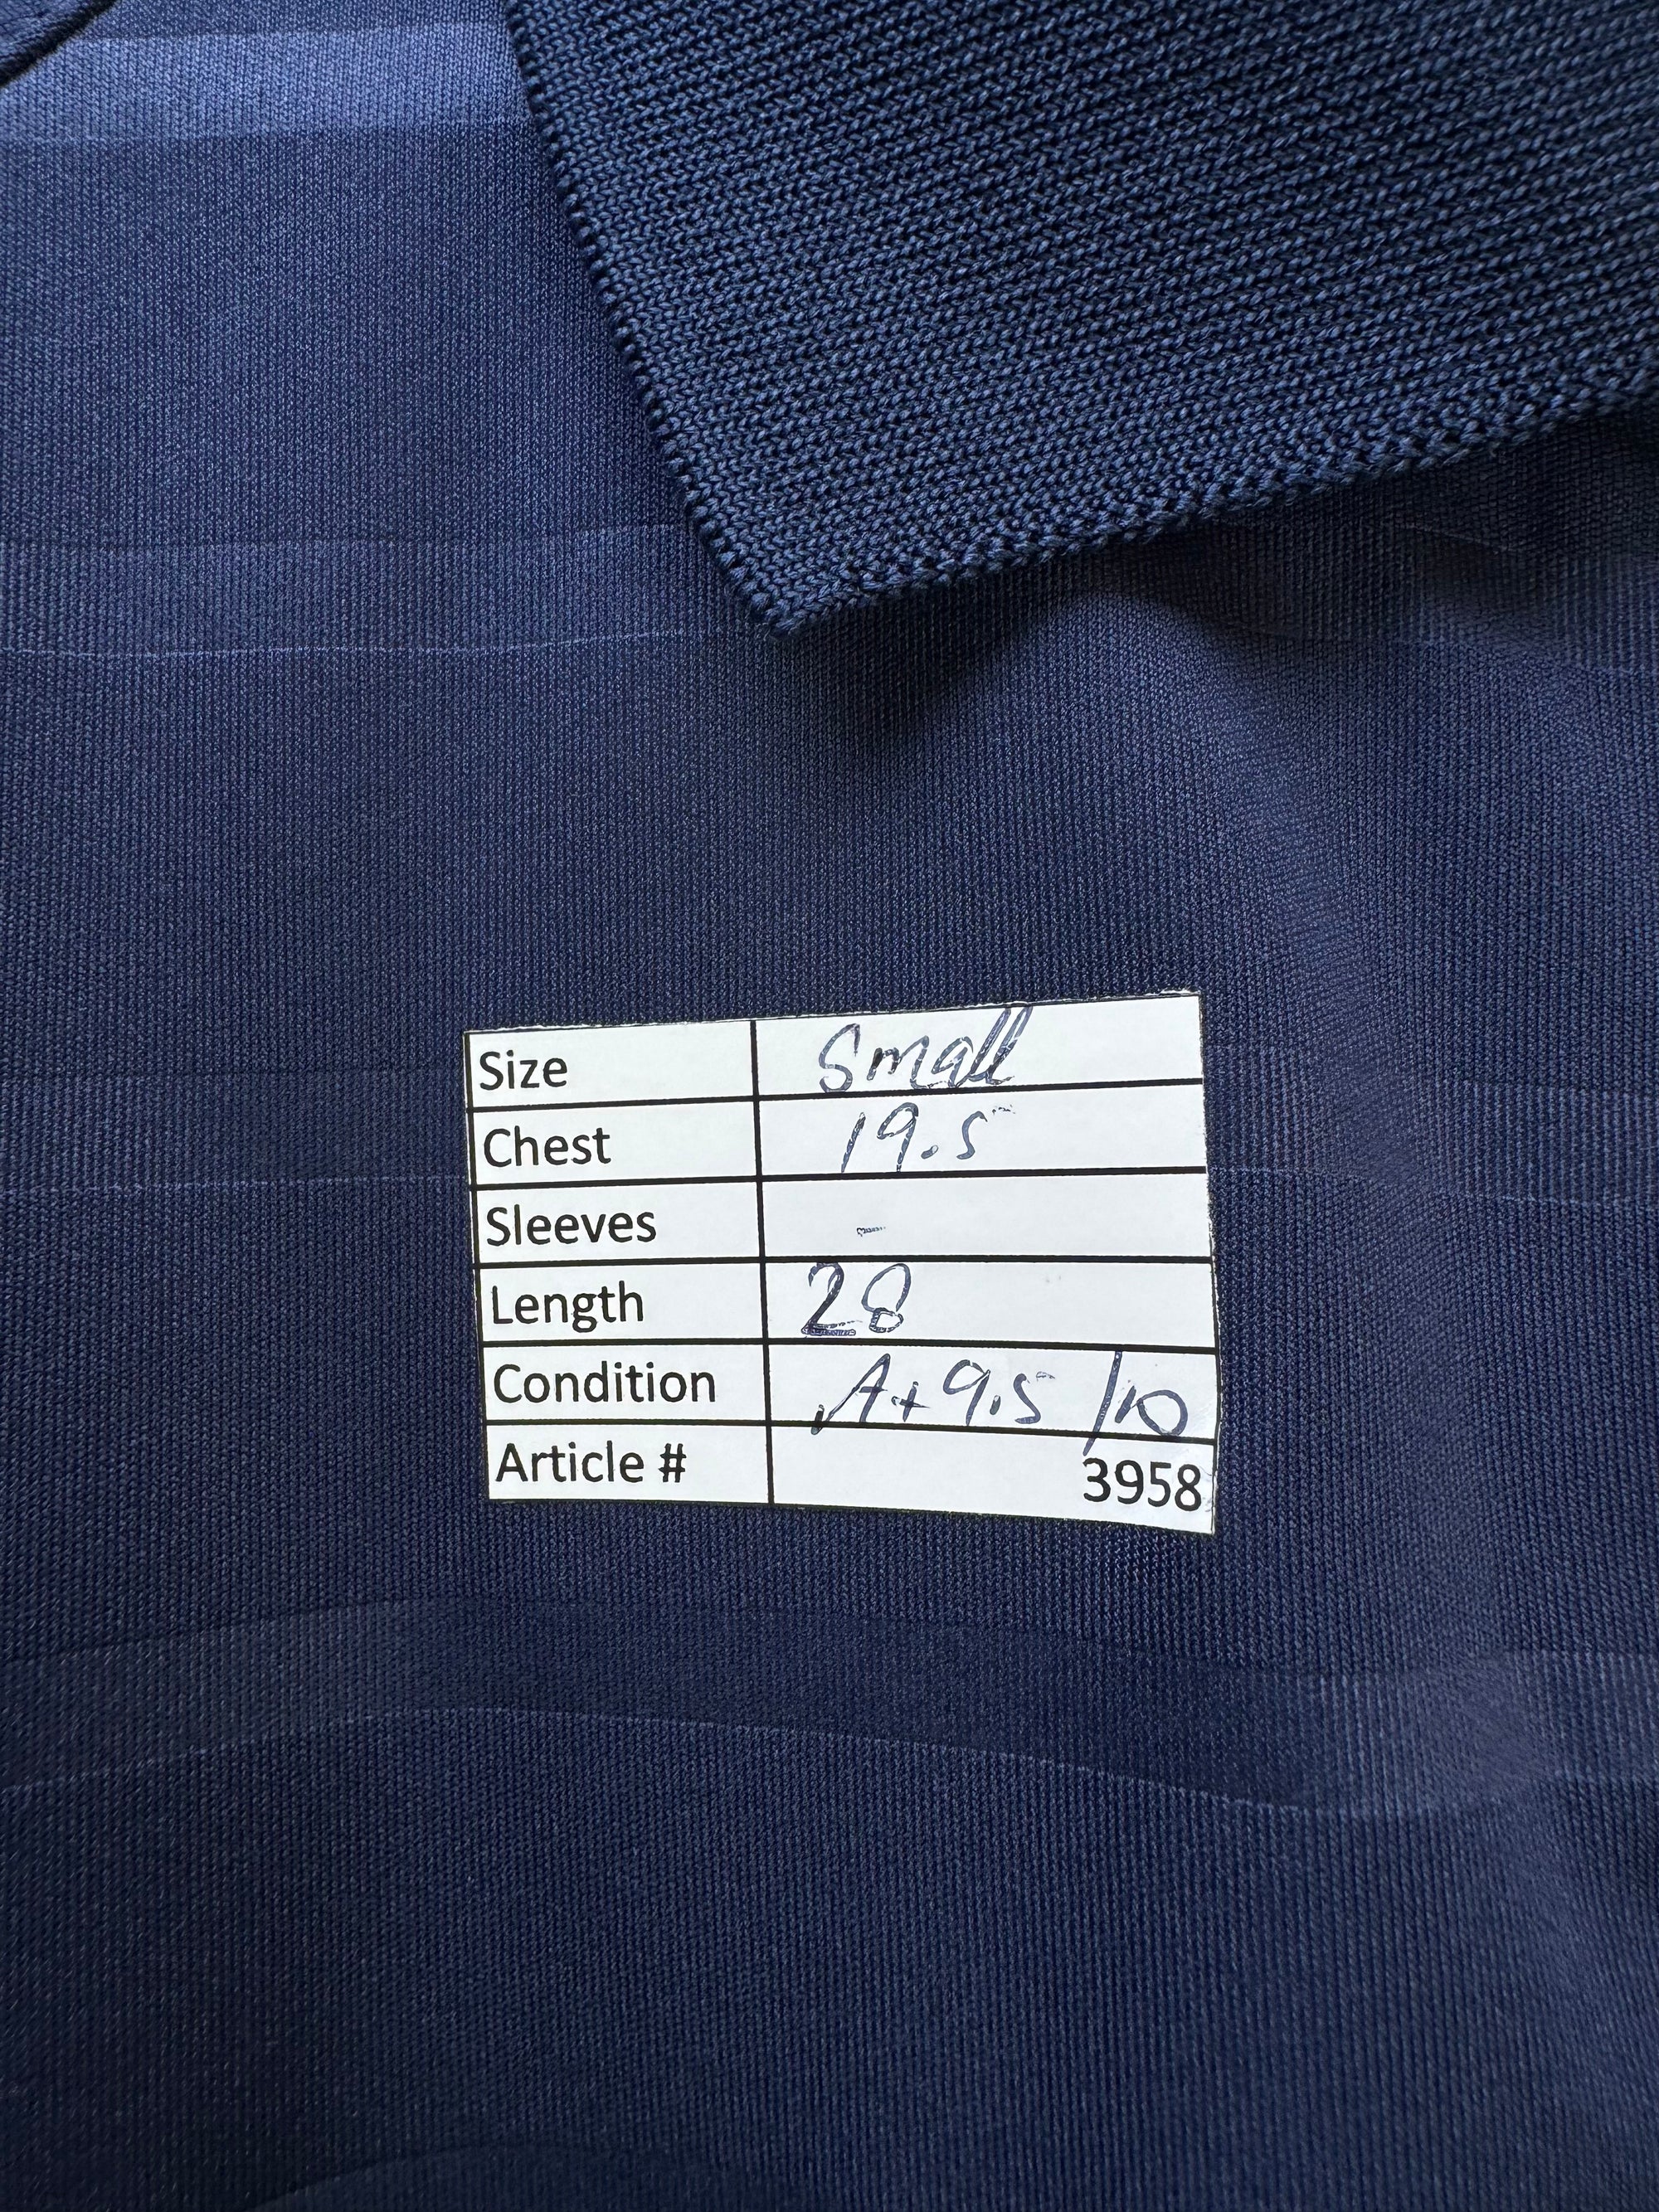 Size Small
Chest 19.5
Sleeves -
Length 28
Condition A+ 9.5 /10
Article # 3958